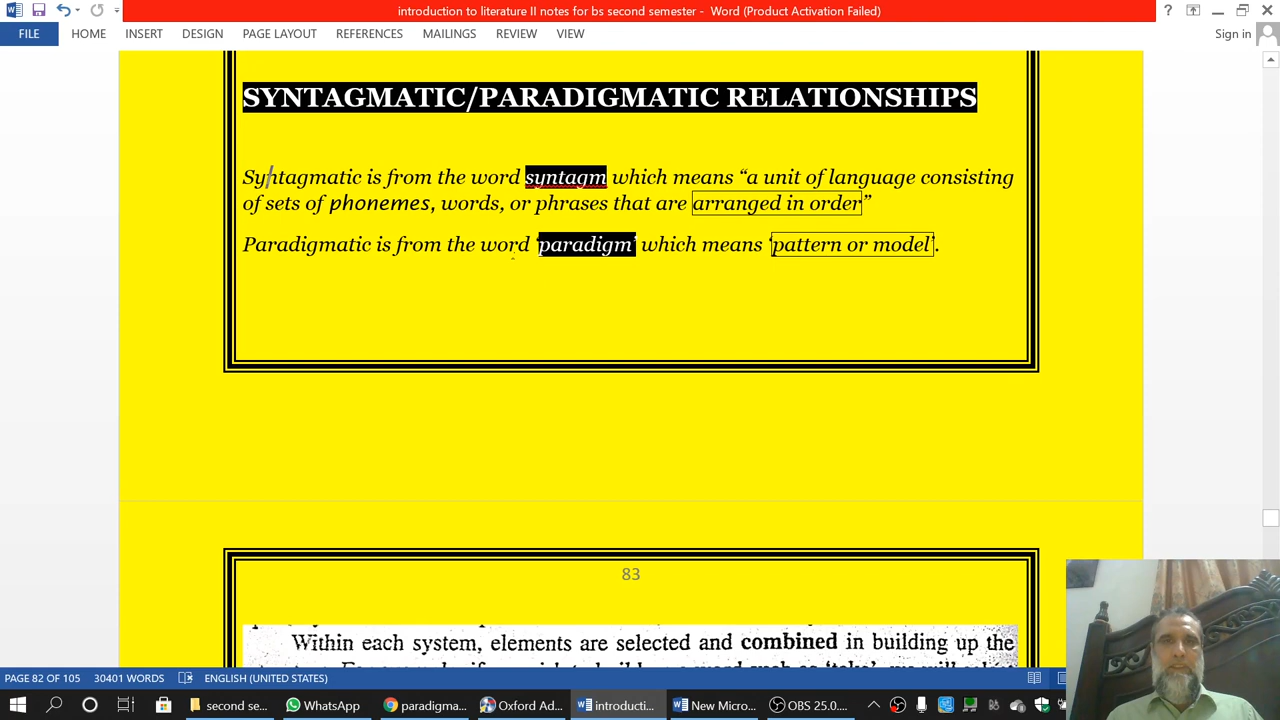 introduction to literature II notes for bs second semester - Word (Product Activation Failed)
FILE HOME INSERT DESIGN PAGE LAYOUT REFERENCES MAILINGS REVIEW VIEW Sign in
SYNTAGMATIC/PARADIGMATIC RELATIONSHIPS
Syntagmatic is from the word syntagm which means “a unit of language consisting
of sets of phonemes, words, or phrases that are arranged in order”
Paradigmatic is from the word ‘paradigm’ which means ‘pattern or model’.
83
Within each system, elements are selected and combined in building up the
PAGE 82 OF 105 30401 WORDS ENGLISH (UNITED STATES)
second se... WhatsApp paradigma... Oxford Ad... introducti... New Micro... OBS 25.0....